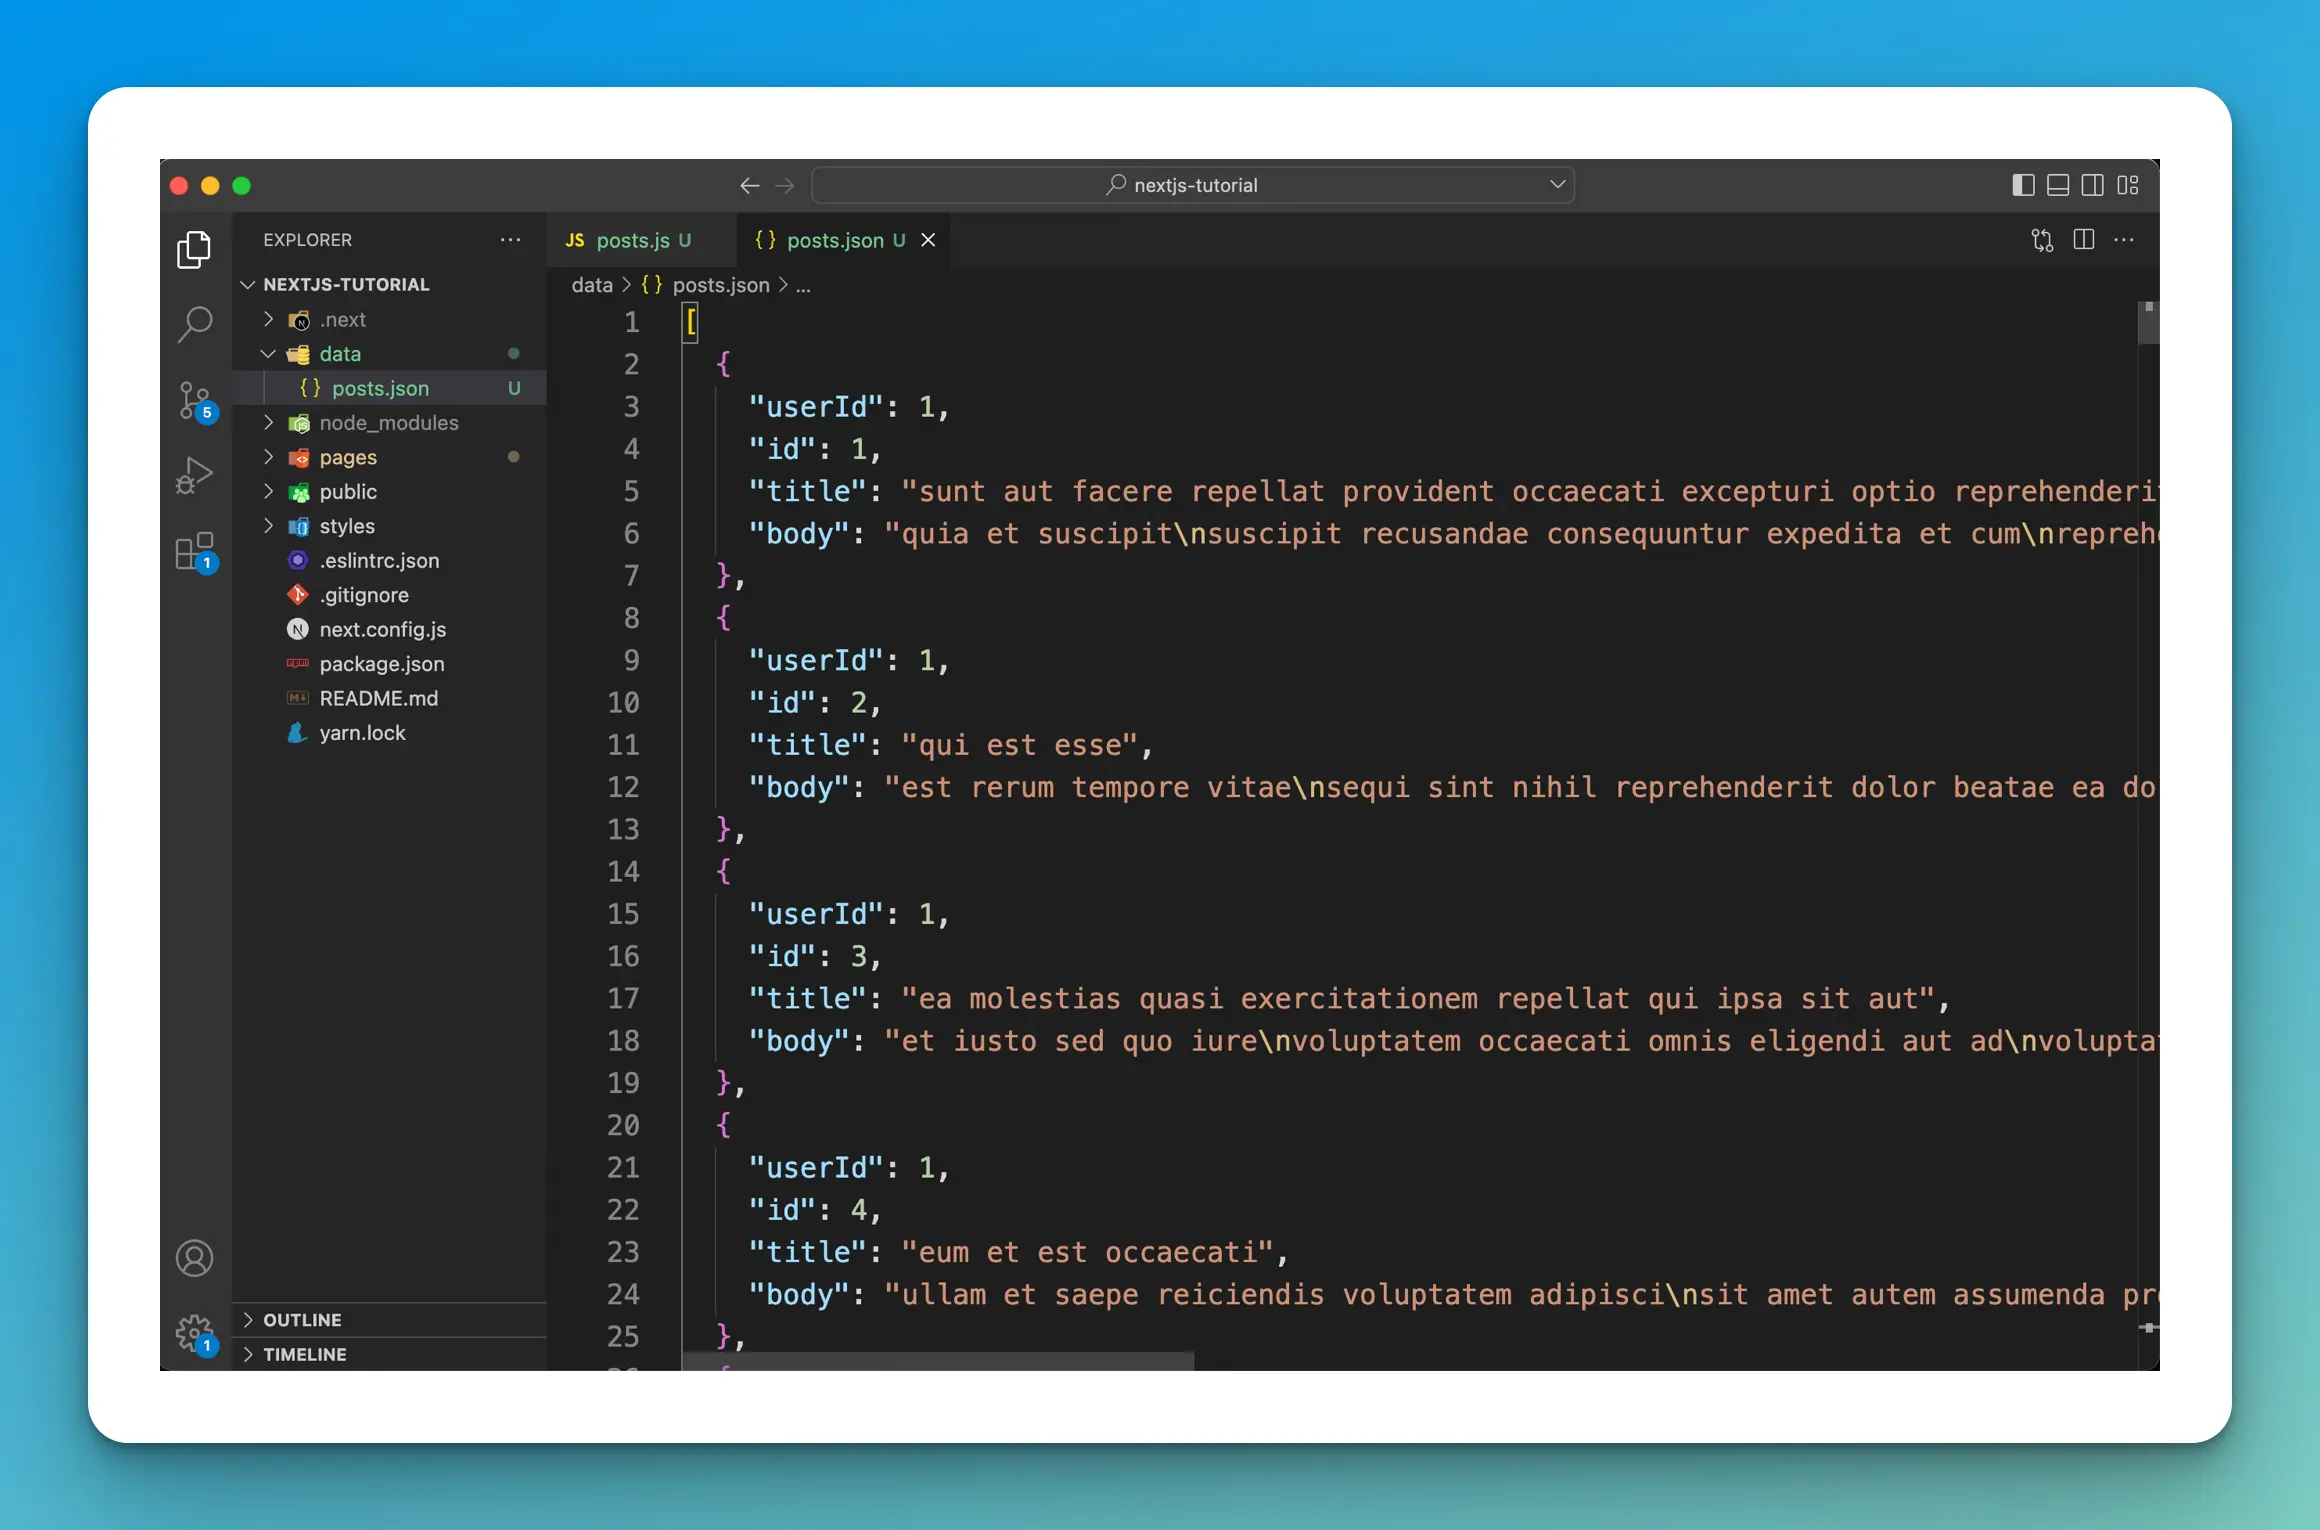 nextjs-tutorial
EXPLORER
NEXTJS-TUTORIAL
.next
data
posts.json U
node_modules
pages
public
styles
.eslintrc.json
.gitignore
next.config.js
package.json
README.md
yarn.lock
OUTLINE
TIMELINE
5
1
1
JS posts.js U
{} posts.json U
data > {} posts.json > ...
1 [
2 {
3 "userId": 1,
4 "id": 1,
5 "title": "sunt aut facere repellat provident occaecati excepturi optio reprehenderi
6 "body": "quia et suscipit\nsuscipit recusandae consequuntur expedita et cum\nrepreh
7 },
8 {
9 "userId": 1,
10 "id": 2,
11 "title": "qui est esse",
12 "body": "est rerum tempore vitae\nsequi sint nihil reprehenderit dolor beatae ea do
13 },
14 {
15 "userId": 1,
16 "id": 3,
17 "title": "ea molestias quasi exercitationem repellat qui ipsa sit aut",
18 "body": "et iusto sed quo iure\nvoluptatem occaecati omnis eligendi aut ad\nvolupta
19 },
20 {
21 "userId": 1,
22 "id": 4,
23 "title": "eum et est occaecati",
24 "body": "ullam et saepe reiciendis voluptatem adipisci\nsit amet autem assumenda pr
25 },